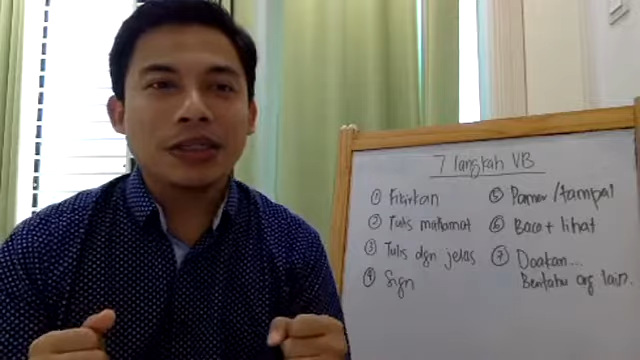 7 langkah VB
① Fikirkan
② Tulis matlamat
③ Tulis dgn jelas
④ Sign
⑤ Pamer/tampal
⑥ Baca + lihat
⑦ Doakan...
Beritahu org lain.